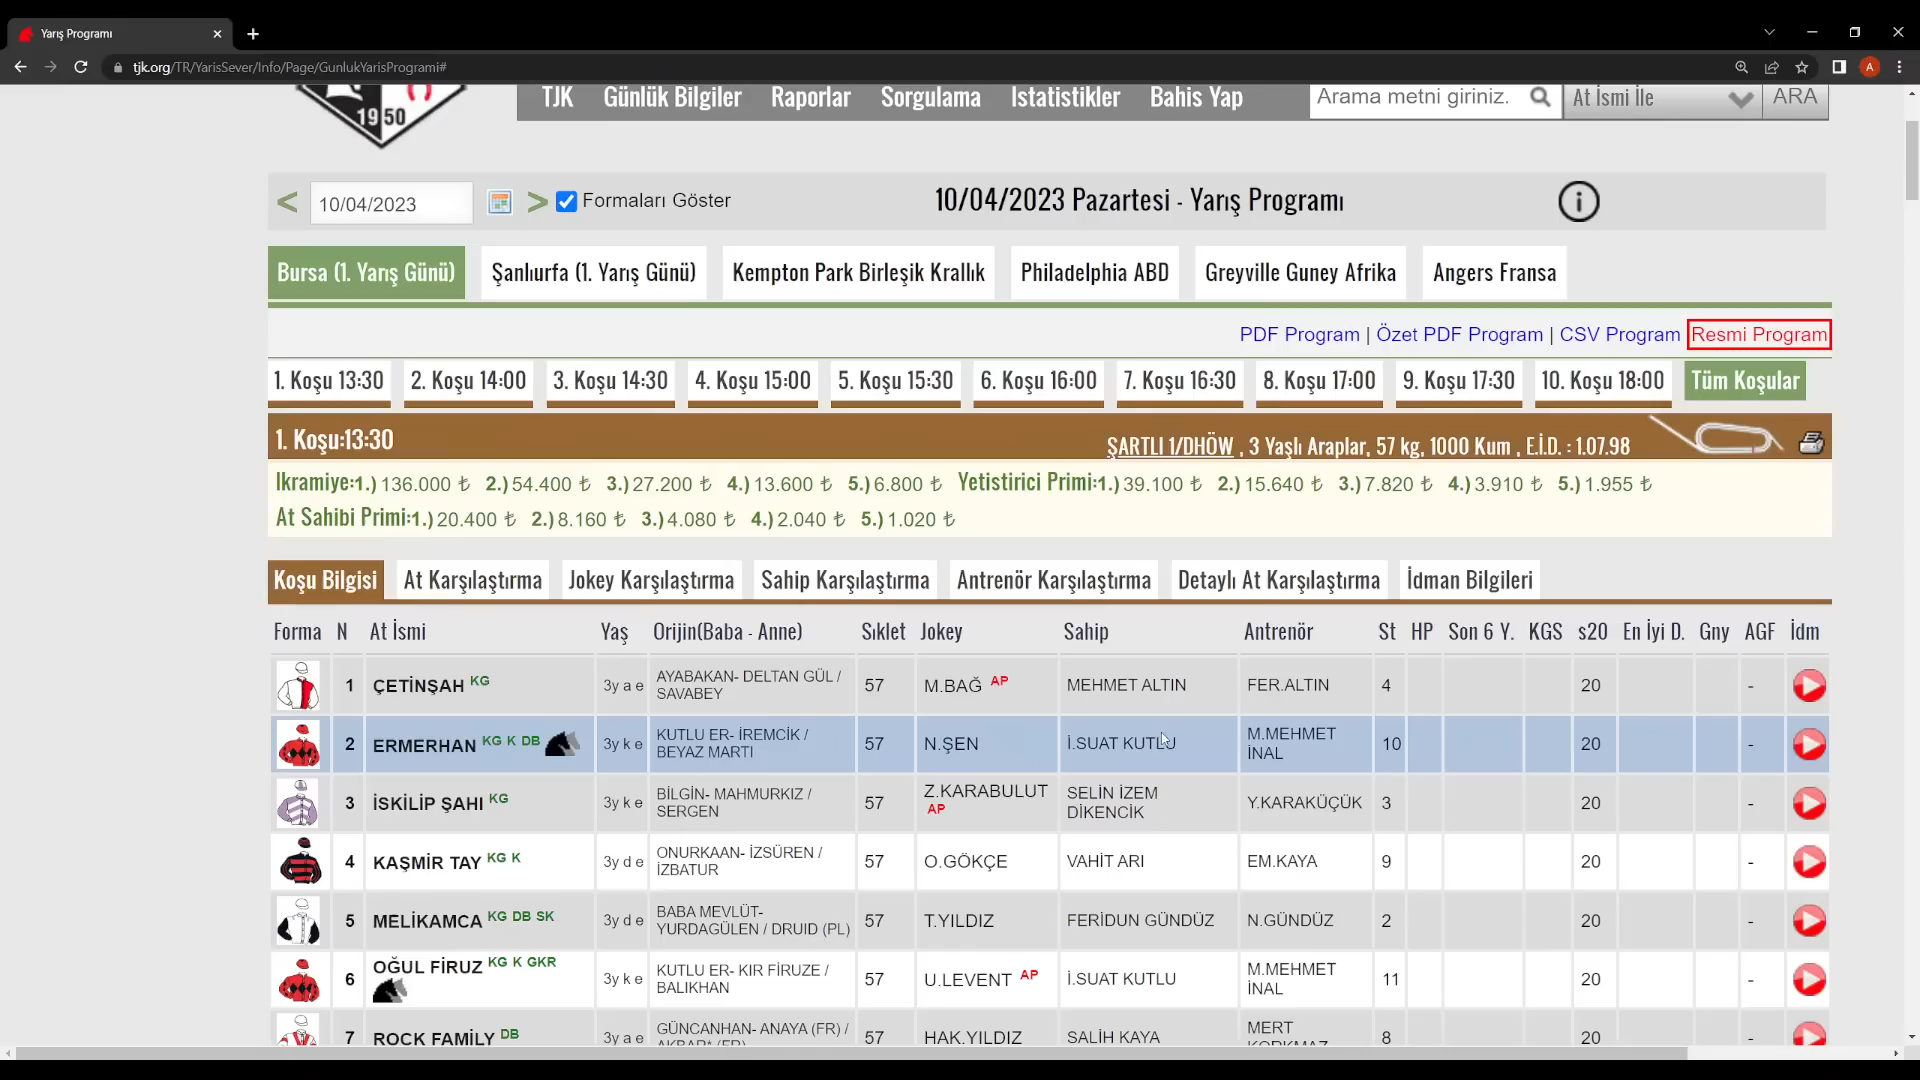 Yarış Programı
tjk.org/TR/YarisSever/Info/Page/GunlukYarisProgrami#
A
1950
TJK Günlük Bilgiler Raporlar Sorgulama İstatistikler Bahis Yap
Arama metni giriniz. At İsmi İle ARA
< 10/04/2023 > Formaları Göster
10/04/2023 Pazartesi - Yarış Programı
Bursa (1. Yarış Günü) Şanlıurfa (1. Yarış Günü) Kempton Park Birleşik Krallık Philadelphia ABD Greyville Guney Afrika Angers Fransa
PDF Program | Özet PDF Program | CSV Program Resmi Program
1. Koşu 13:30 2. Koşu 14:00 3. Koşu 14:30 4. Koşu 15:00 5. Koşu 15:30 6. Koşu 16:00 7. Koşu 16:30 8. Koşu 17:00 9. Koşu 17:30 10. Koşu 18:00 Tüm Koşular
1. Koşu:13:30
ŞARTLI 1/DHÖW , 3 Yaşlı Araplar, 57 kg, 1000 Kum , E.İ.D. : 1.07.98
Ikramiye:1.) 136.000 ₺ 2.) 54.400 ₺ 3.) 27.200 ₺ 4.) 13.600 ₺ 5.) 6.800 ₺ Yetistirici Primi:1.) 39.100 ₺ 2.) 15.640 ₺ 3.) 7.820 ₺ 4.) 3.910 ₺ 5.) 1.955 ₺
At Sahibi Primi:1.) 20.400 ₺ 2.) 8.160 ₺ 3.) 4.080 ₺ 4.) 2.040 ₺ 5.) 1.020 ₺
Koşu Bilgisi At Karşılaştırma Jokey Karşılaştırma Sahip Karşılaştırma Antrenör Karşılaştırma Detaylı At Karşılaştırma İdman Bilgileri
Forma N At İsmi Yaş Orijin(Baba - Anne) Sıklet Jokey Sahip Antrenör St HP Son 6 Y. KGS s20 En İyi D. Gny AGF İdm
1 ÇETİNŞAH KG 3y a e AYABAKAN- DELTAN GÜL / SAVABEY 57 M.BAĞ AP MEHMET ALTIN FER.ALTIN 4 20 -
2 ERMERHAN KG K DB 3y k e KUTLU ER- İREMCİK / BEYAZ MARTI 57 N.ŞEN İ.SUAT KUTLU M.MEHMET İNAL 10 20 -
3 İSKİLİP ŞAHI KG 3y k e BİLGİN- MAHMURKIZ / SERGEN 57 Z.KARABULUT AP SELİN İZEM DİKENCİK Y.KARAKÜÇÜK 3 20 -
4 KAŞMİR TAY KG K 3y d e ONURKAAN- İZSÜREN / İZBATUR 57 O.GÖKÇE VAHİT ARI EM.KAYA 9 20 -
5 MELİKAMCA KG DB SK 3y d e BABA MEVLÜT- YURDAGÜLEN / DRUID (PL) 57 T.YILDIZ FERİDUN GÜNDÜZ N.GÜNDÜZ 2 20 -
6 OĞUL FİRUZ KG K GKR 3y k e KUTLU ER- KIR FİRUZE / BALIKHAN 57 U.LEVENT AP İ.SUAT KUTLU M.MEHMET İNAL 11 20 -
7 ROCK FAMİLY DB 3y a e GÜNCANHAN- ANAYA (FR) / 57 HAK.YILDIZ SALİH KAYA MERT 8 20 -